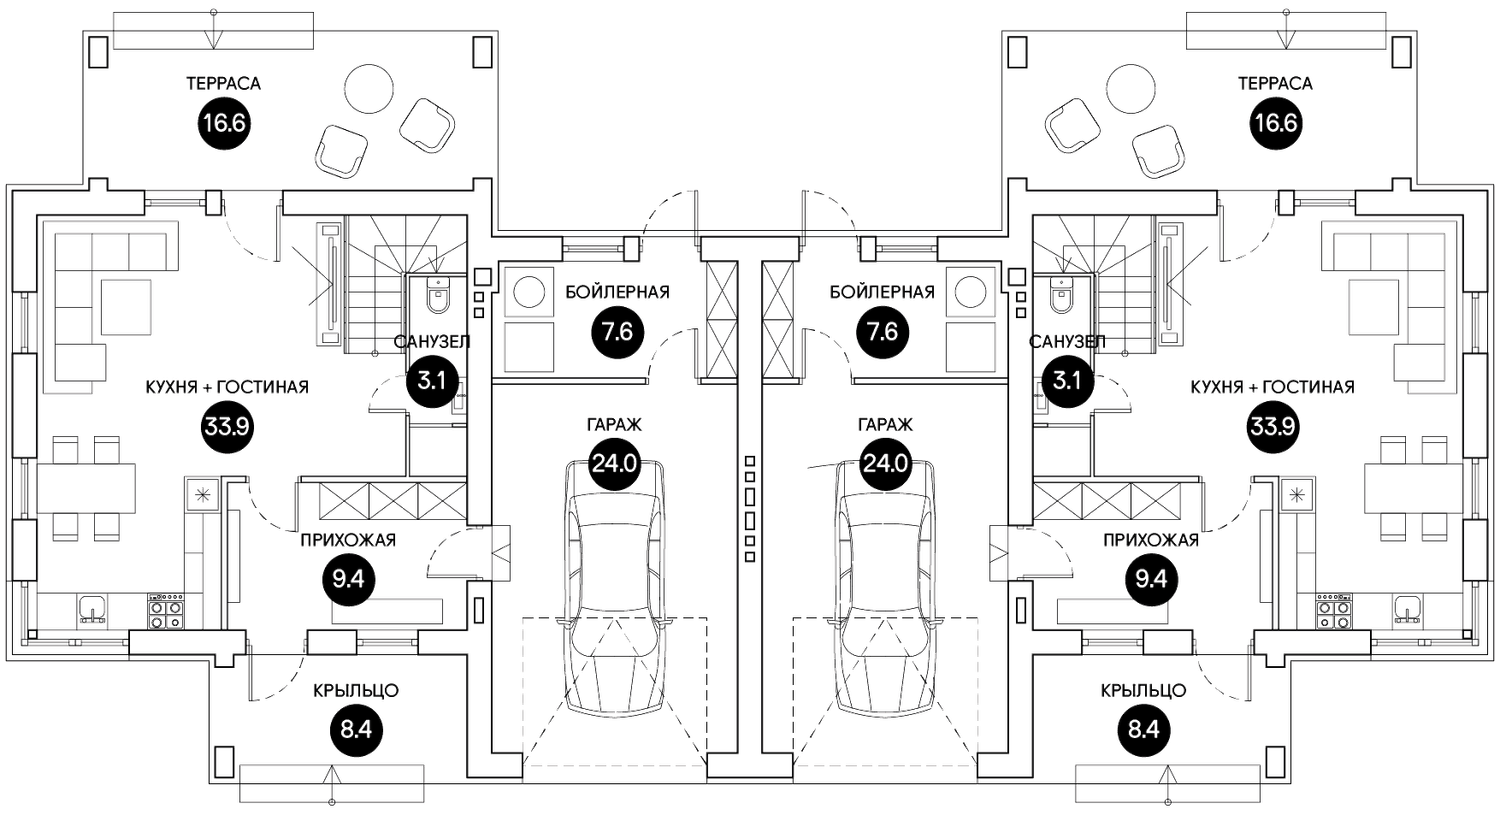 ТЕРРАСА
16.6
ТЕРРАСА
16.6
БОЙЛЕРНАЯ
7.6
БОЙЛЕРНАЯ
7.6
САНУЗЕЛ
3.1
САНУЗЕЛ
3.1
КУХНЯ + ГОСТИНАЯ
33.9
КУХНЯ + ГОСТИНАЯ
33.9
ГАРАЖ
24.0
ГАРАЖ
24.0
ПРИХОЖАЯ
9.4
ПРИХОЖАЯ
9.4
КРЫЛЬЦО
8.4
КРЫЛЬЦО
8.4